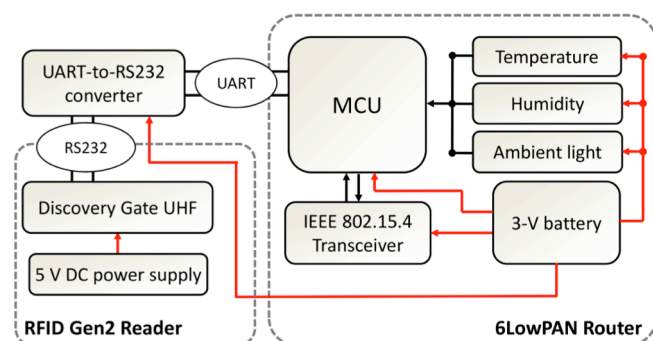 UART-to-RS232
converter
UART
MCU
Temperature
Humidity
Ambient light
RS232
Discovery Gate UHF
IEEE 802.15.4
Transceiver
3-V battery
5 V DC power supply
RFID Gen2 Reader
6LowPAN Router